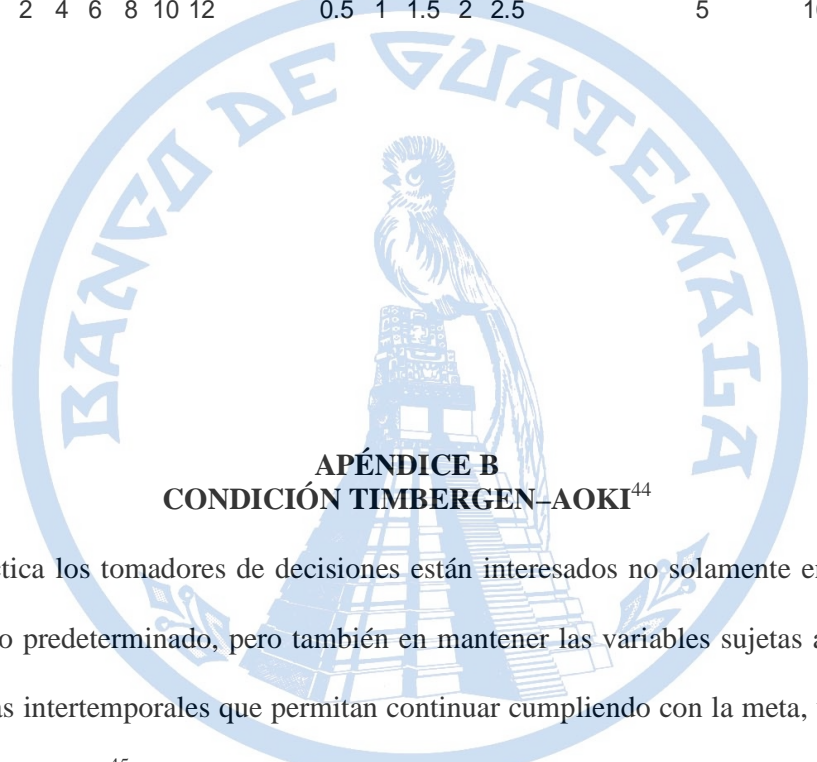 2 4 6 8 10 12 0.5 1 1.5 2 2.5 5
BANCO DE GUATEMALA
APÉNDICE B
CONDICIÓN TIMBERGEN–AOKI44
los tomadores de decisiones están interesados no solamente
predeterminado, pero también en mantener las variables sujetas
intertemporales que permitan continuar cumpliendo con la meta,
45